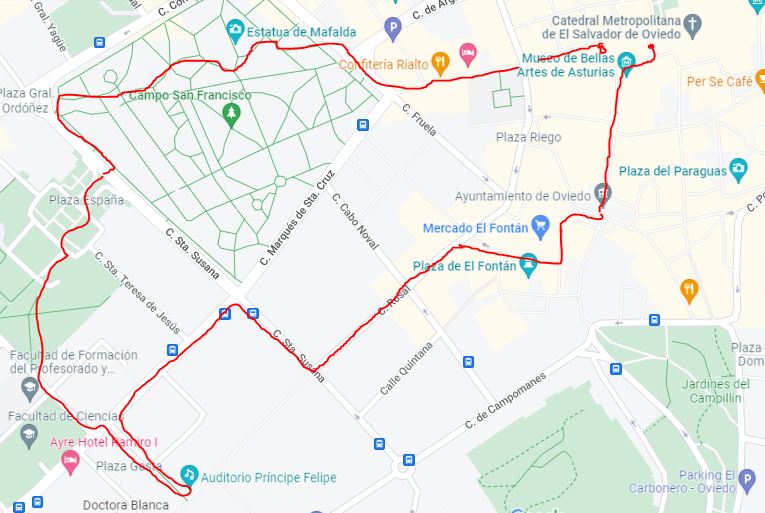 Gral. Yagüe
C. de Arg
Estatua de Mafalda
Catedral Metropolitana
de El Salvador de Oviedo
Confitería Rialto
Museo de Bellas
Artes de Asturias
Plaza Gral.
Ordóñez
Campo San Francisco
Per Se Café
C. Fruela
Plaza Riego
Plaza del Paraguas
C. Marqués de Sta. Cruz
Plaza España
C. Cabo Noval
Ayuntamiento de Oviedo
C. Po
Mercado El Fontán
C. Sta. Susana
Plaza de El Fontán
C. Sta. Teresa de Jesús
C. Rosal
C. Sta. Susana
Calle Quintana
Plaza
Dom
Facultad de Formación
del Profesorado y...
C. de Campomanes
Jardines del
Campillín
Facultad de Ciencias
Ayre Hotel Ramiro I
Plaza Gesta
Auditorio Príncipe Felipe
Parking El
Carbonero - Oviedo
Doctora Blanca